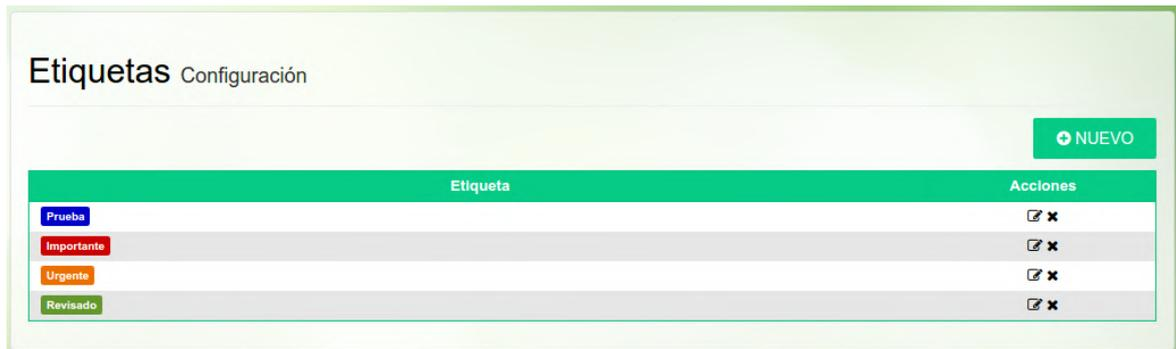 Etiquetas Configuración
NUEVO
Etiqueta Acciones
Prueba
Importante
Urgente
Revisado